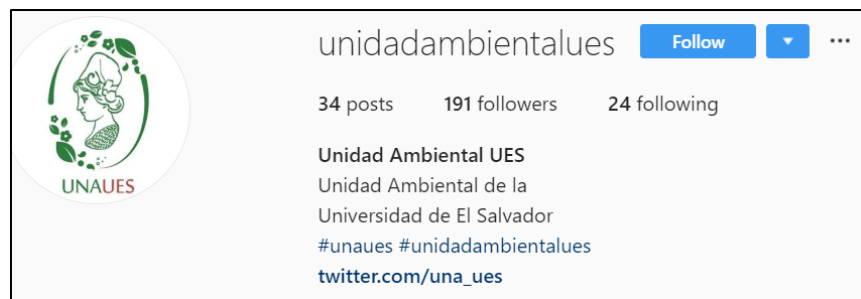 UNAUES
unidadambientalues Follow ...
34 posts 191 followers 24 following
Unidad Ambiental UES
Unidad Ambiental de la
Universidad de El Salvador
#unaues #unidadambientalues
twitter.com/una_ues